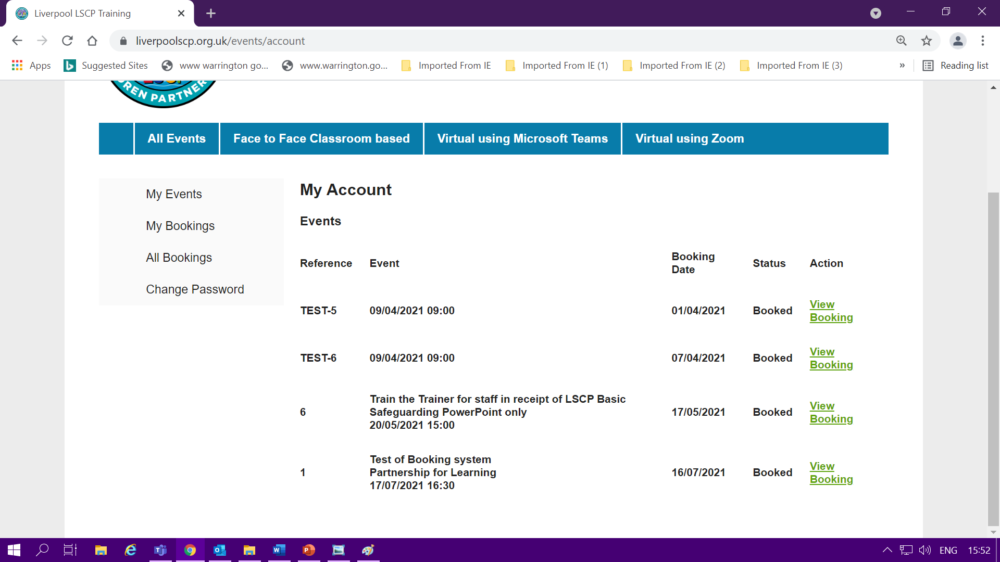 Liverpool LSCP Training
liverpoolscp.org.uk/events/account
Apps
Suggested Sites
www warrington go...
www.warrington.go...
Imported From IE
Imported From IE (1)
Imported From IE (2)
Imported From IE (3)
»
Reading list
REN PARTNER
All Events
Face to Face Classroom based
Virtual using Microsoft Teams
Virtual using Zoom
My Events
My Bookings
All Bookings
Change Password
My Account
Events
Reference Event Booking Date Status Action
TEST-5 09/04/2021 09:00 01/04/2021 Booked View Booking
TEST-6 09/04/2021 09:00 07/04/2021 Booked View Booking
6 Train the Trainer for staff in receipt of LSCP Basic
Safeguarding PowerPoint only
20/05/2021 15:00 17/05/2021 Booked View Booking
1 Test of Booking system
Partnership for Learning
17/07/2021 16:30 16/07/2021 Booked View Booking
ENG 15:52